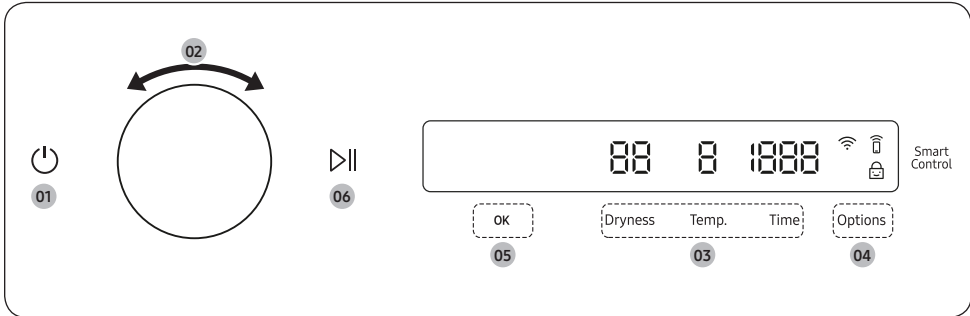 02
01
06
88 8 1888
Smart
Control
OK
Dryness Temp. Time
Options
05
03
04